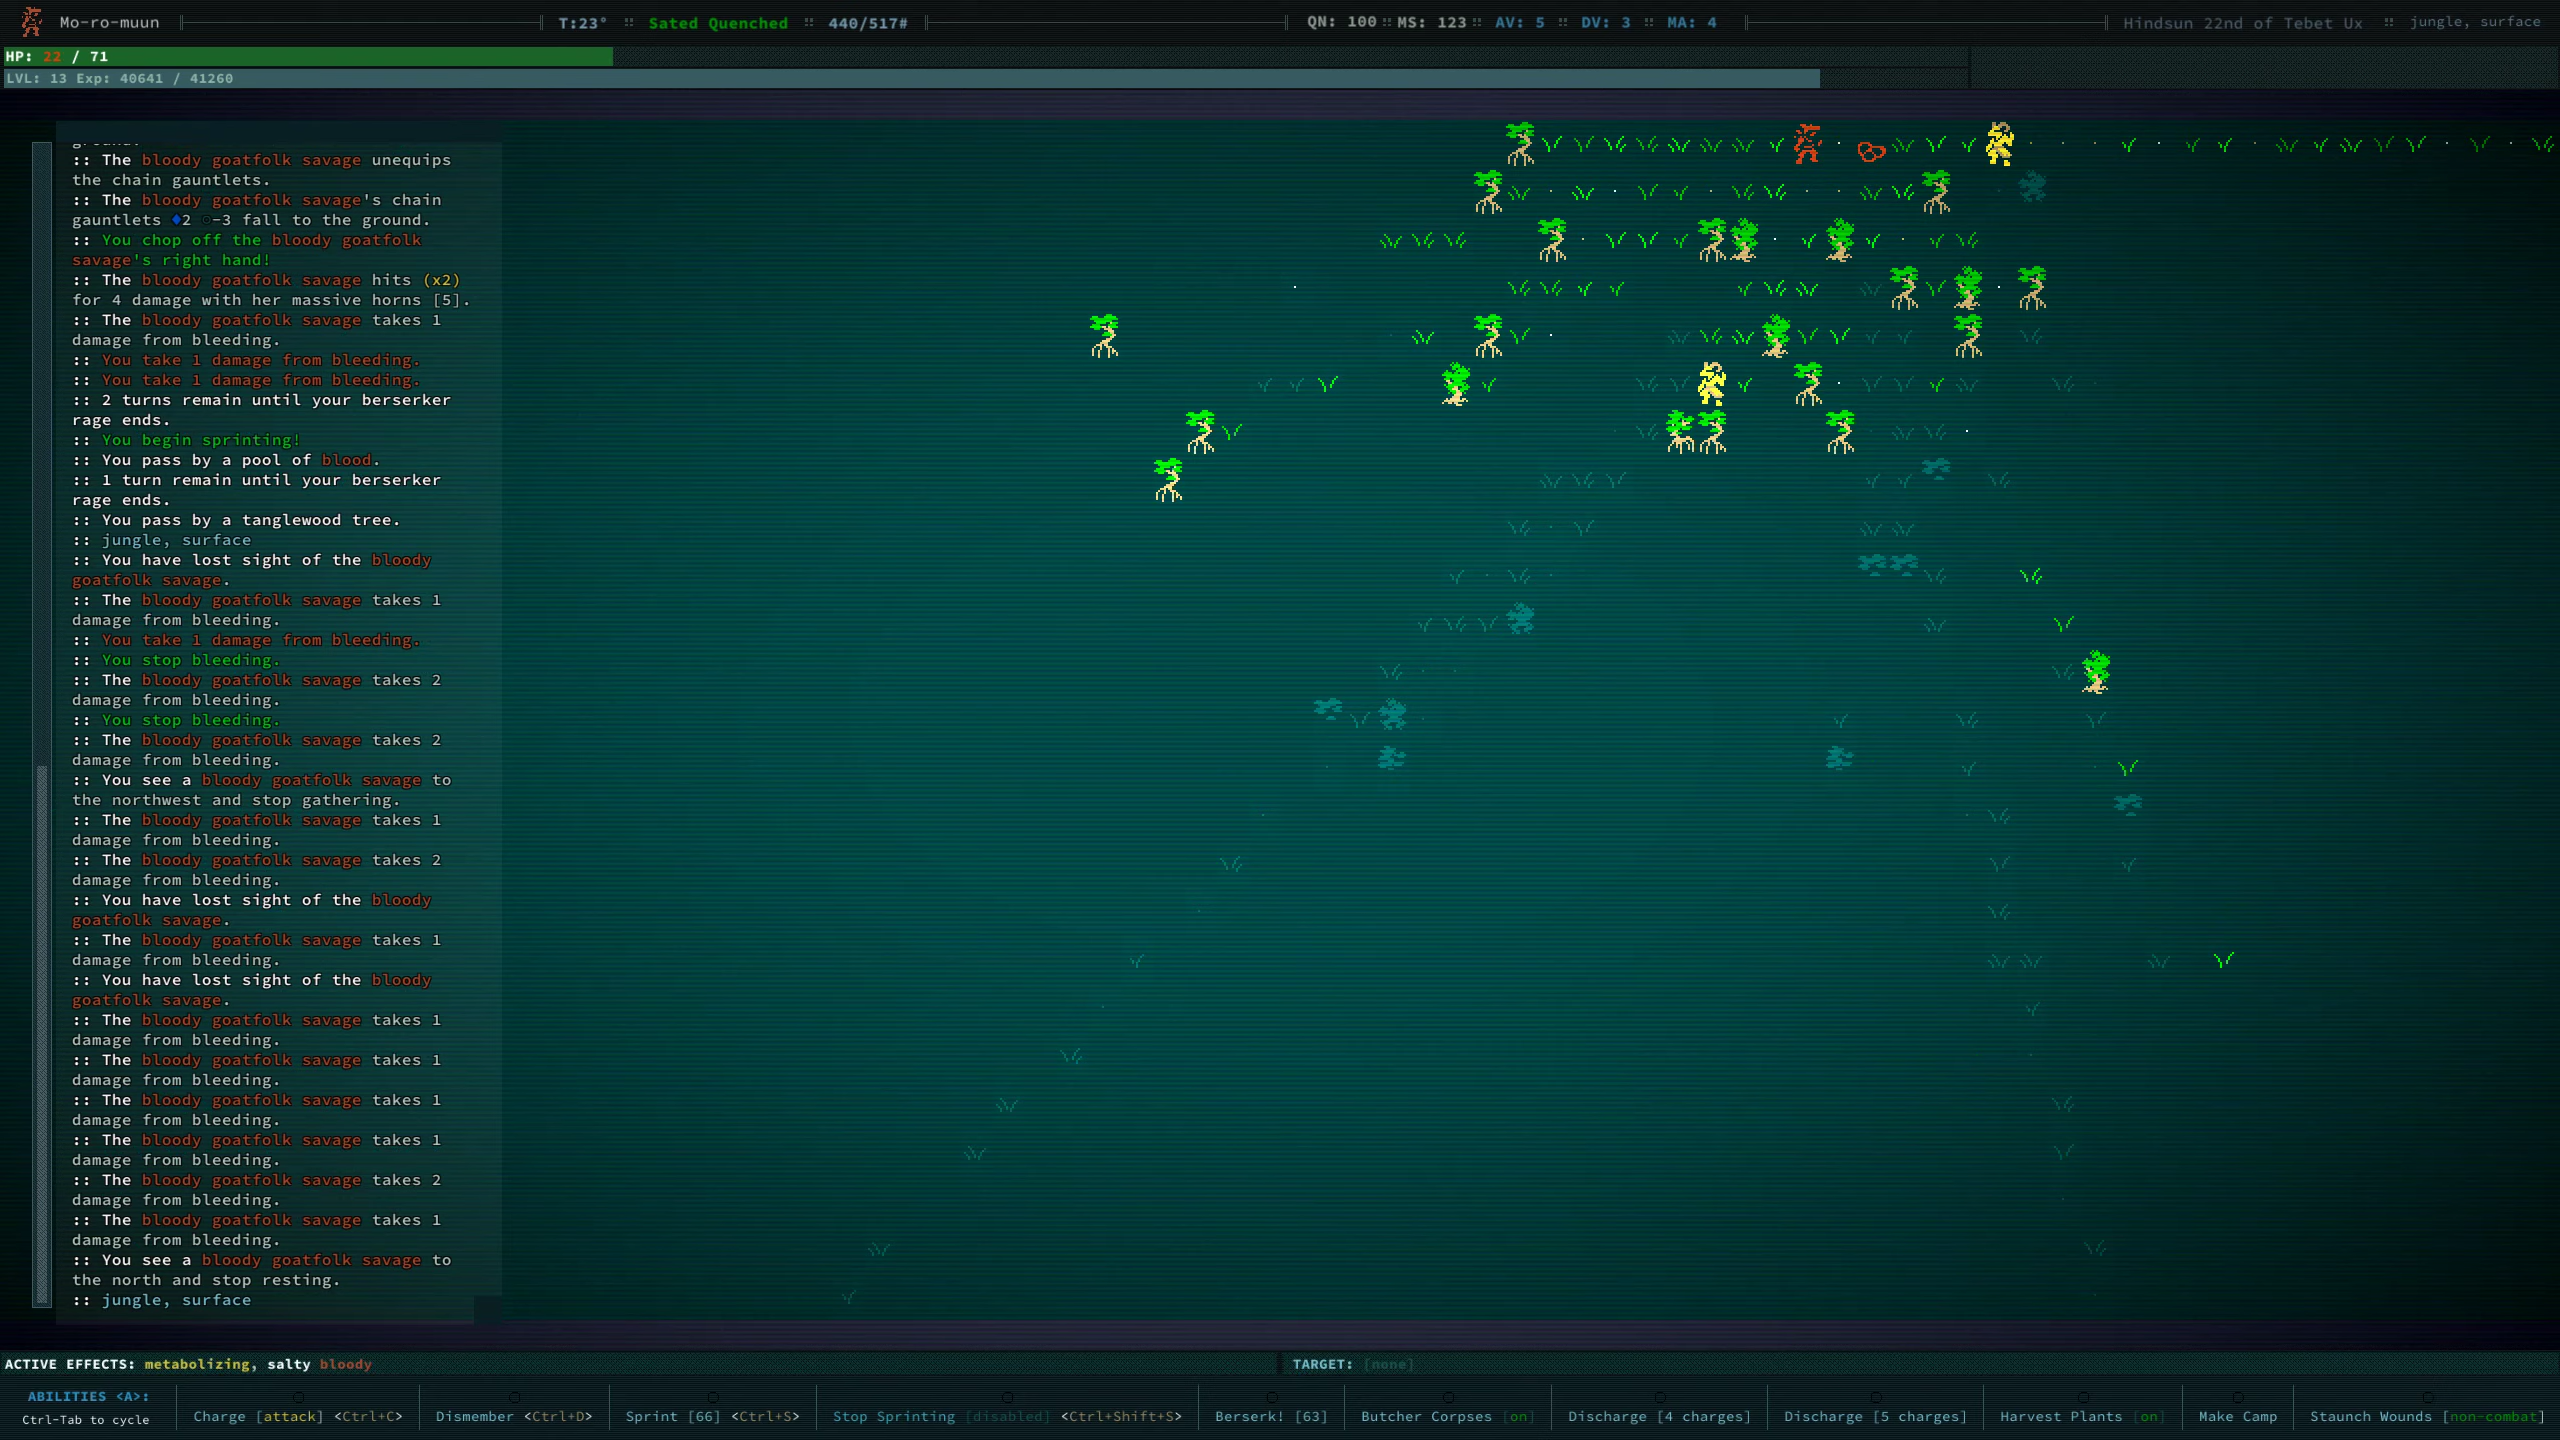 Mo-ro-muun T:23° :: Sated Quenched :: 440/517# QN: 100 :: MS: 123 :: AV: 5 :: DV: 3 :: MA: 4 Hindsun 22nd of Tebet Ux :: jungle, surface
HP: 22 / 71
LVL: 13 Exp: 40641 / 41260
ground.
:: The bloody goatfolk savage unequips
the chain gauntlets.
:: The bloody goatfolk savage's chain
gauntlets ♦2 ○-3 fall to the ground.
:: You chop off the bloody goatfolk
savage's right hand!
:: The bloody goatfolk savage hits (x2)
for 4 damage with her massive horns [5].
:: The bloody goatfolk savage takes 1
damage from bleeding.
:: You take 1 damage from bleeding.
:: You take 1 damage from bleeding.
:: 2 turns remain until your berserker
rage ends.
:: You begin sprinting!
:: You pass by a pool of blood.
:: 1 turn remain until your berserker
rage ends.
:: You pass by a tanglewood tree.
:: jungle, surface
:: You have lost sight of the bloody
goatfolk savage.
:: The bloody goatfolk savage takes 1
damage from bleeding.
:: You take 1 damage from bleeding.
:: You stop bleeding.
:: The bloody goatfolk savage takes 2
damage from bleeding.
:: You stop bleeding.
:: The bloody goatfolk savage takes 2
damage from bleeding.
:: You see a bloody goatfolk savage to
the northwest and stop gathering.
:: The bloody goatfolk savage takes 1
damage from bleeding.
:: The bloody goatfolk savage takes 2
damage from bleeding.
:: You have lost sight of the bloody
goatfolk savage.
:: The bloody goatfolk savage takes 1
damage from bleeding.
:: You have lost sight of the bloody
goatfolk savage.
:: The bloody goatfolk savage takes 1
damage from bleeding.
:: The bloody goatfolk savage takes 1
damage from bleeding.
:: The bloody goatfolk savage takes 1
damage from bleeding.
:: The bloody goatfolk savage takes 1
damage from bleeding.
:: The bloody goatfolk savage takes 2
damage from bleeding.
:: The bloody goatfolk savage takes 1
damage from bleeding.
:: You see a bloody goatfolk savage to
the north and stop resting.
:: jungle, surface
ACTIVE EFFECTS: metabolizing, salty bloody TARGET: [none]
ABILITIES <A>:
Ctrl-Tab to cycle
Charge [attack] <Ctrl+C> Dismember <Ctrl+D> Sprint [66] <Ctrl+S> Stop Sprinting [disabled] <Ctrl+Shift+S> Berserk! [63] Butcher Corpses [on] Discharge [4 charges] Discharge [5 charges] Harvest Plants [on] Make Camp Staunch Wounds [non-combat]